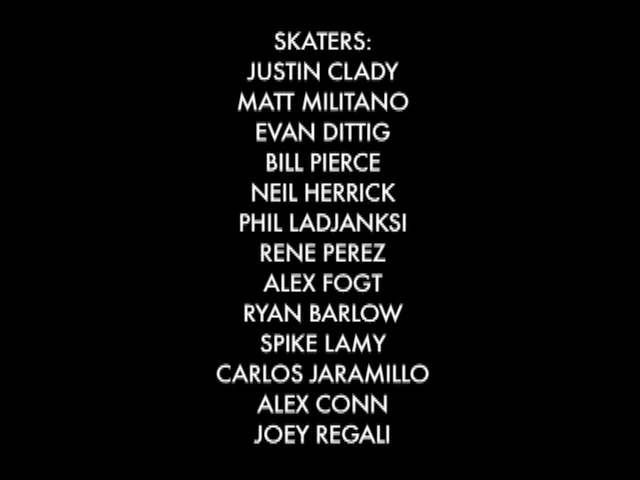 SKATERS:
JUSTIN CLADY
MATT MILITANO
EVAN DITTIG
BILL PIERCE
NEIL HERRICK
PHIL LADJANKSI
RENE PEREZ
ALEX FOGT
RYAN BARLOW
SPIKE LAMY
CARLOS JARAMILLO
ALEX CONN
JOEY REGALI